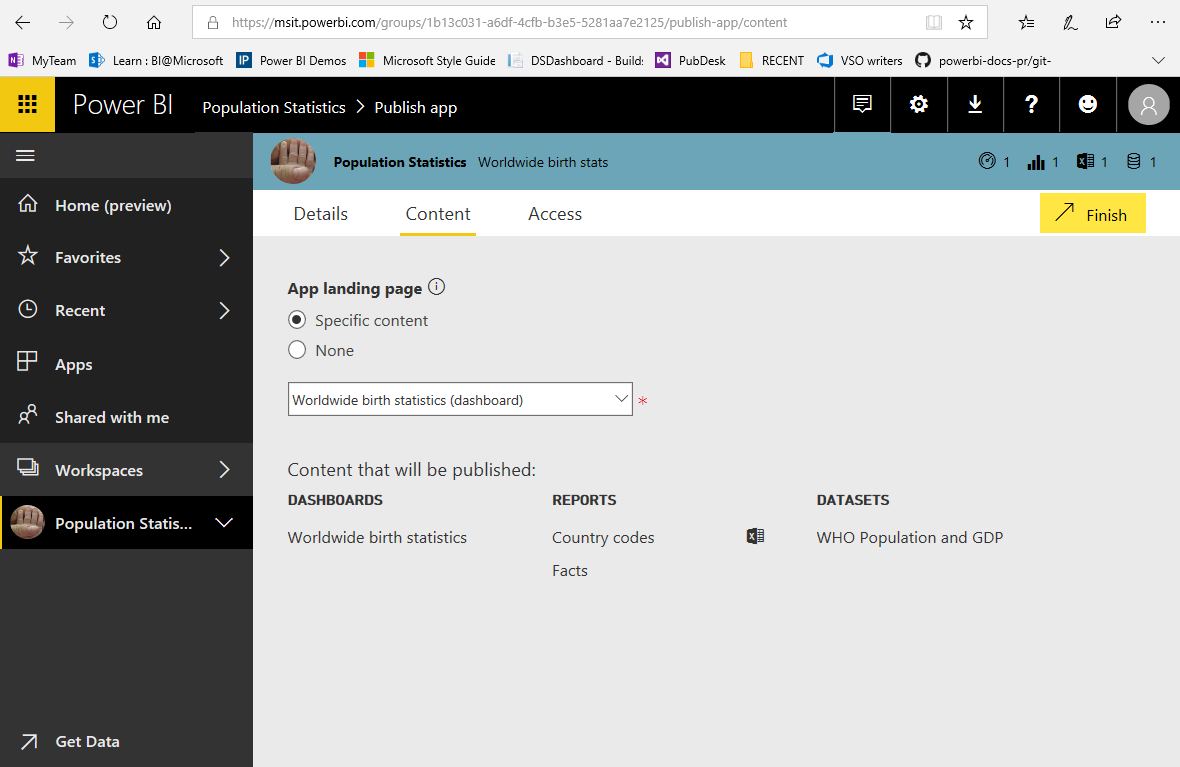 https://msit.powerbi.com/groups/1b13c031-a6df-4cfb-b3e5-5281aa7e2125/publish-app/content
MyTeam Learn : BI@Microsoft IP Power BI Demos Microsoft Style Guide DSDashboard - Build: PubDesk RECENT VSO writers powerbi-docs-pr/git-
Power BI Population Statistics > Publish app ?
Population Statistics Worldwide birth stats 1 1 1 1
Details Content Access Finish
Home (preview)
Favorites
Recent
Apps
Shared with me
Workspaces
Population Statis...
Get Data
App landing page
Specific content
None
Worldwide birth statistics (dashboard) *
Content that will be published:
DASHBOARDS REPORTS DATASETS
Worldwide birth statistics Country codes WHO Population and GDP
Facts